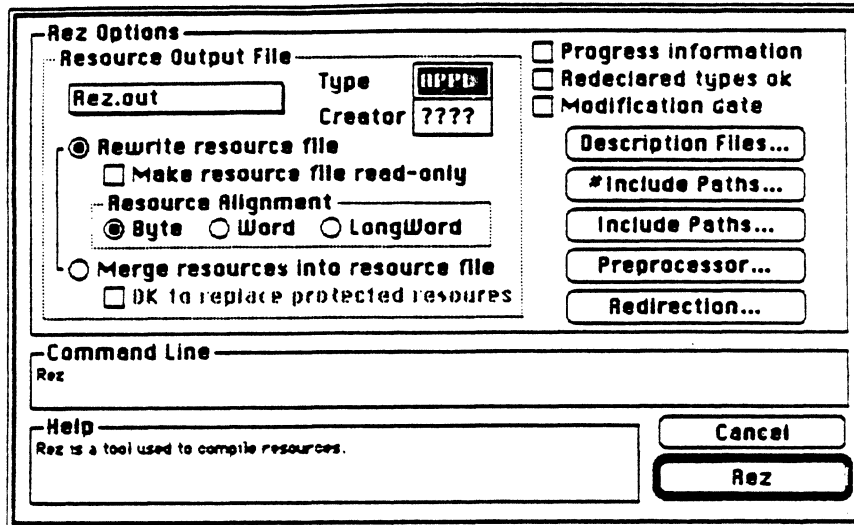 Rez Options
Resource Output File
Rez.out
Type
APPL
Creator
????
Rewrite resource file
Make resource file read-only
Resource Alignment
Byte Word LongWord
Merge resources into resource file
OK to replace protected resoures
Progress information
Redeclared types ok
Modification date
Description Files...
#Include Paths...
Include Paths...
Preprocessor...
Redirection...
Command Line
Rez
Help
Rez is a tool used to compile resources.
Cancel
Rez